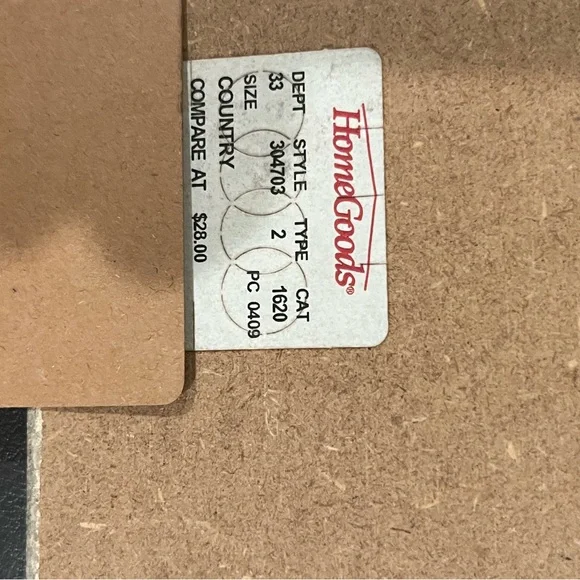 HomeGoods®
DEPT STYLE TYPE CAT
33 304703 2 1620
SIZE PC 0409
COUNTRY
COMPARE AT $28.00